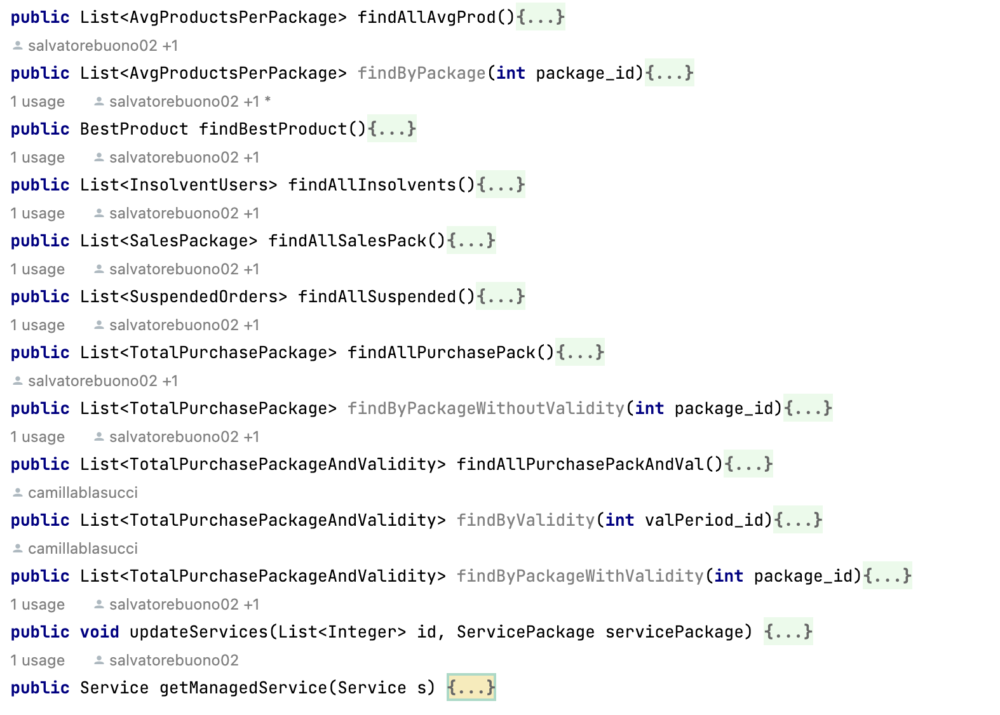 public List<AvgProductsPerPackage> findAllAvgProd(){...}
salvatorebuono02 +1
public List<AvgProductsPerPackage> findByPackage(int package_id){...}
1 usage salvatorebuono02 +1 *
public BestProduct findBestProduct(){...}
1 usage salvatorebuono02 +1
public List<InsolventUsers> findAllInsolvents(){...}
1 usage salvatorebuono02 +1
public List<SalesPackage> findAllSalesPack(){...}
1 usage salvatorebuono02 +1
public List<SuspendedOrders> findAllSuspended(){...}
1 usage salvatorebuono02 +1
public List<TotalPurchasePackage> findAllPurchasePack(){...}
salvatorebuono02 +1
public List<TotalPurchasePackage> findByPackageWithoutValidity(int package_id){...}
1 usage salvatorebuono02 +1
public List<TotalPurchasePackageAndValidity> findAllPurchasePackAndVal(){...}
camillablasucci
public List<TotalPurchasePackageAndValidity> findByValidity(int valPeriod_id){...}
camillablasucci
public List<TotalPurchasePackageAndValidity> findByPackageWithValidity(int package_id){...}
1 usage salvatorebuono02 +1
public void updateServices(List<Integer> id, ServicePackage servicePackage) {...}
1 usage salvatorebuono02
public Service getManagedService(Service s) {...}